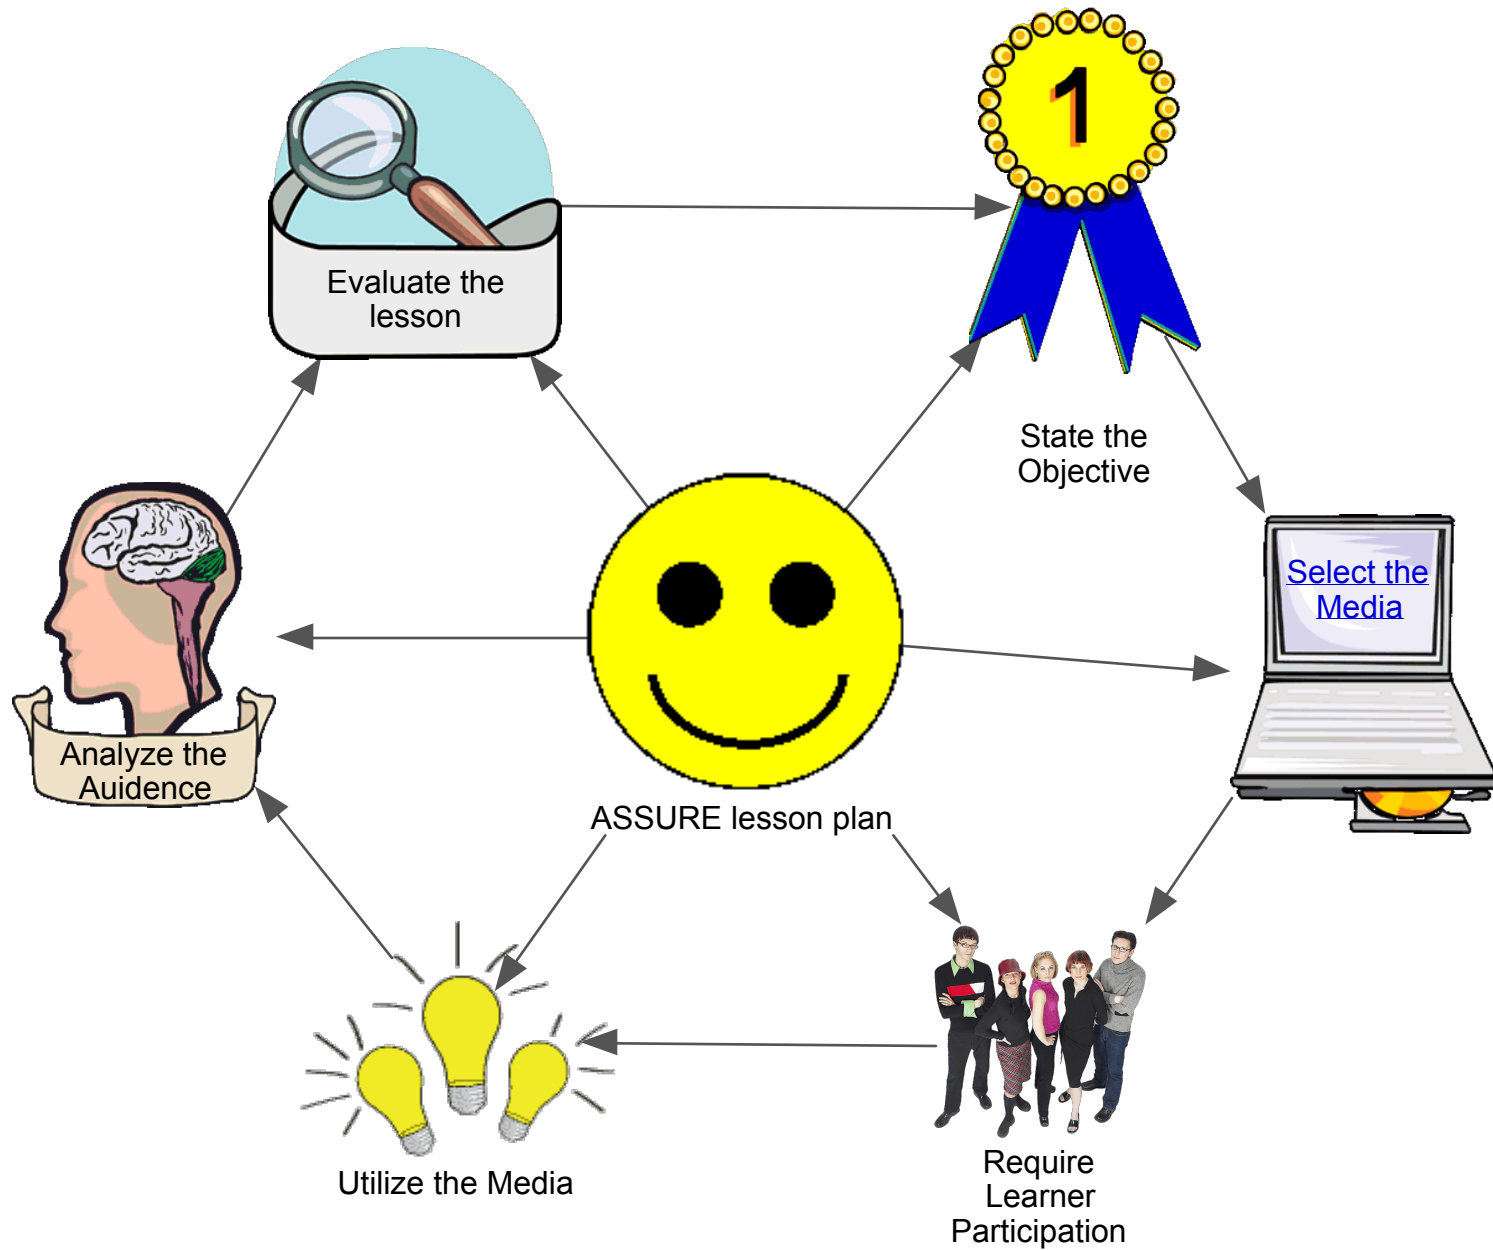 1
Evaluate the
lesson
State the
Objective
Select the
Media
Analyze the
Auidence
ASSURE lesson plan
Utilize the Media
Require
Learner
Participation